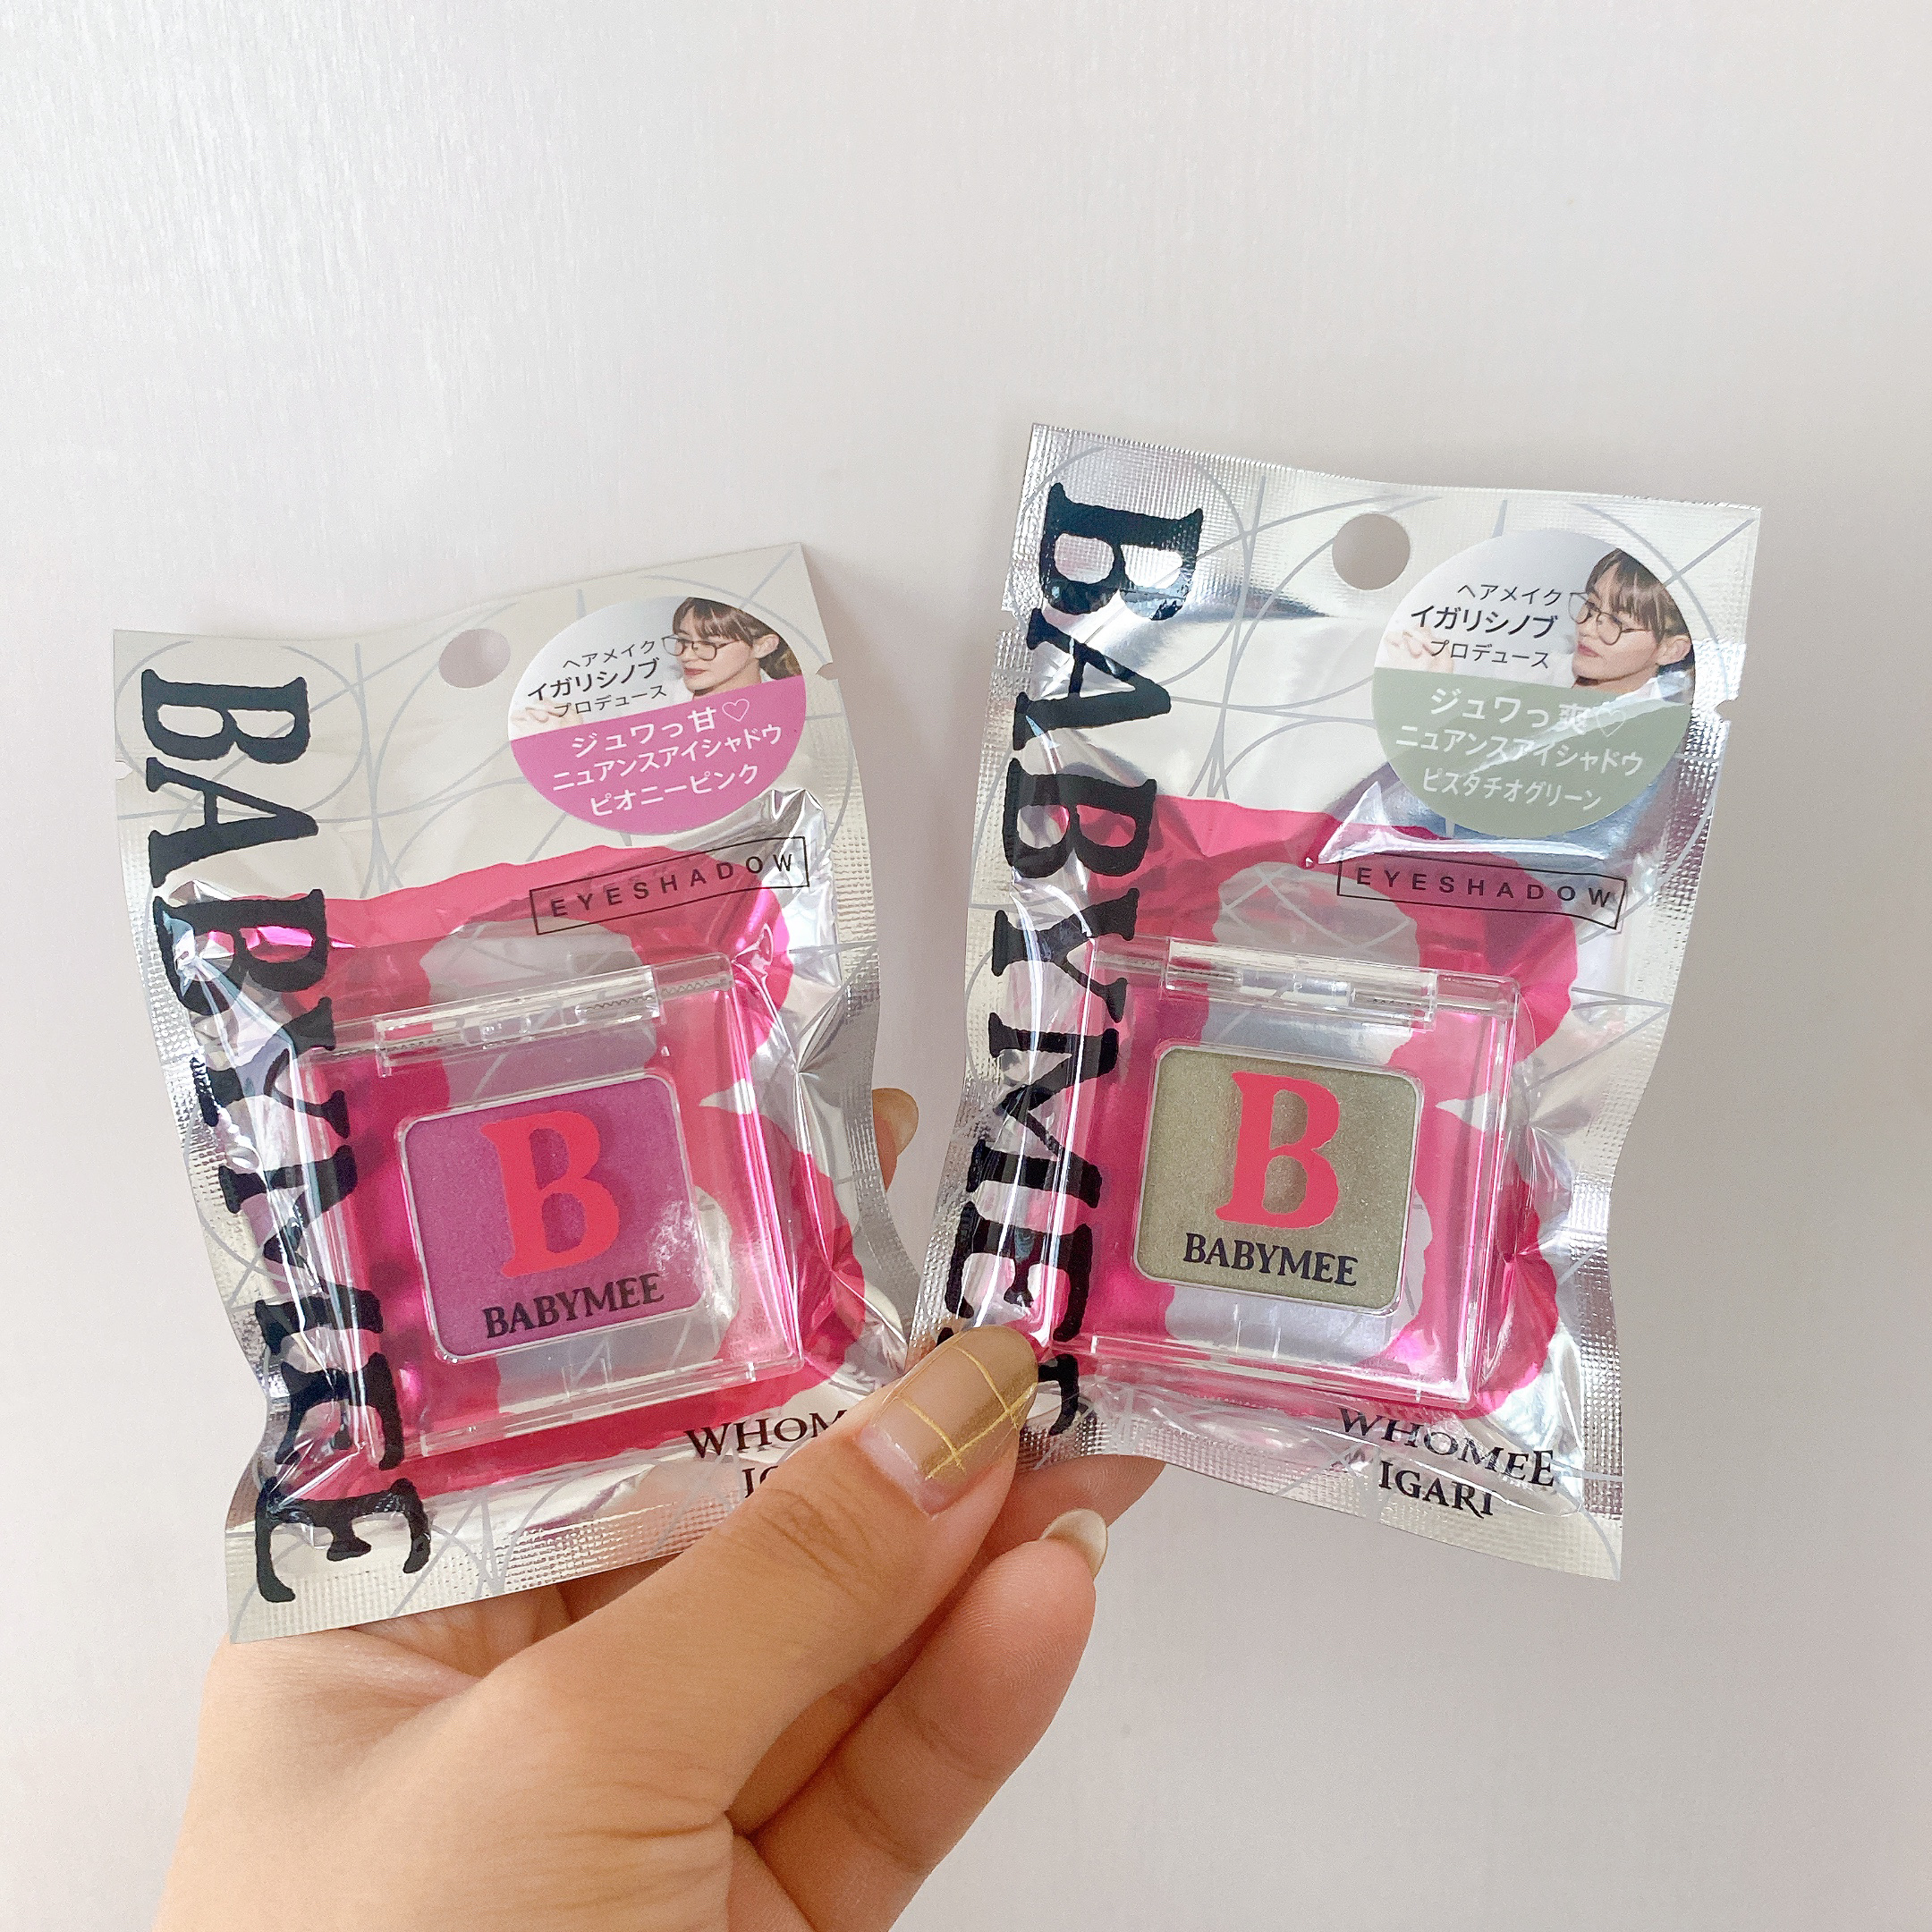 BABYMEE
ヘアメイク
イガリシノブ
プロデュース
ジュワっ甘♡
ニュアンスアイシャドウ
ピオニーピンク
EYESHADOW
B
BABYMEE
BABYMEE
ヘアメイク
イガリシノブ
プロデュース
ジュワっ爽♡
ニュアンスアイシャドウ
ピスタチオグリーン
EYESHADOW
B
BABYMEE
WHOMEE
IGARI